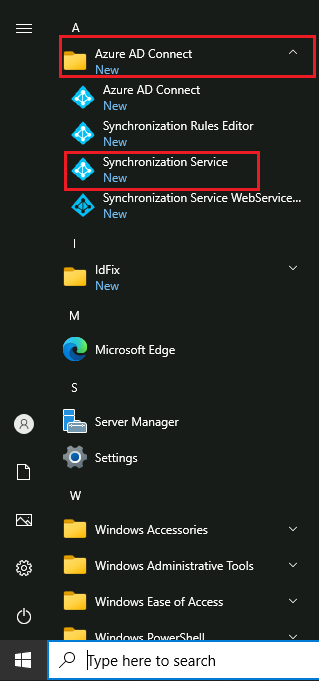 A
Azure AD Connect
New
Azure AD Connect
New
Synchronization Rules Editor
New
Synchronization Service
New
Synchronization Service WebService...
New
I
IdFix
New
M
Microsoft Edge
S
Server Manager
Settings
W
Windows Accessories
Windows Administrative Tools
Windows Ease of Access
Windows PowerShell
Type here to search